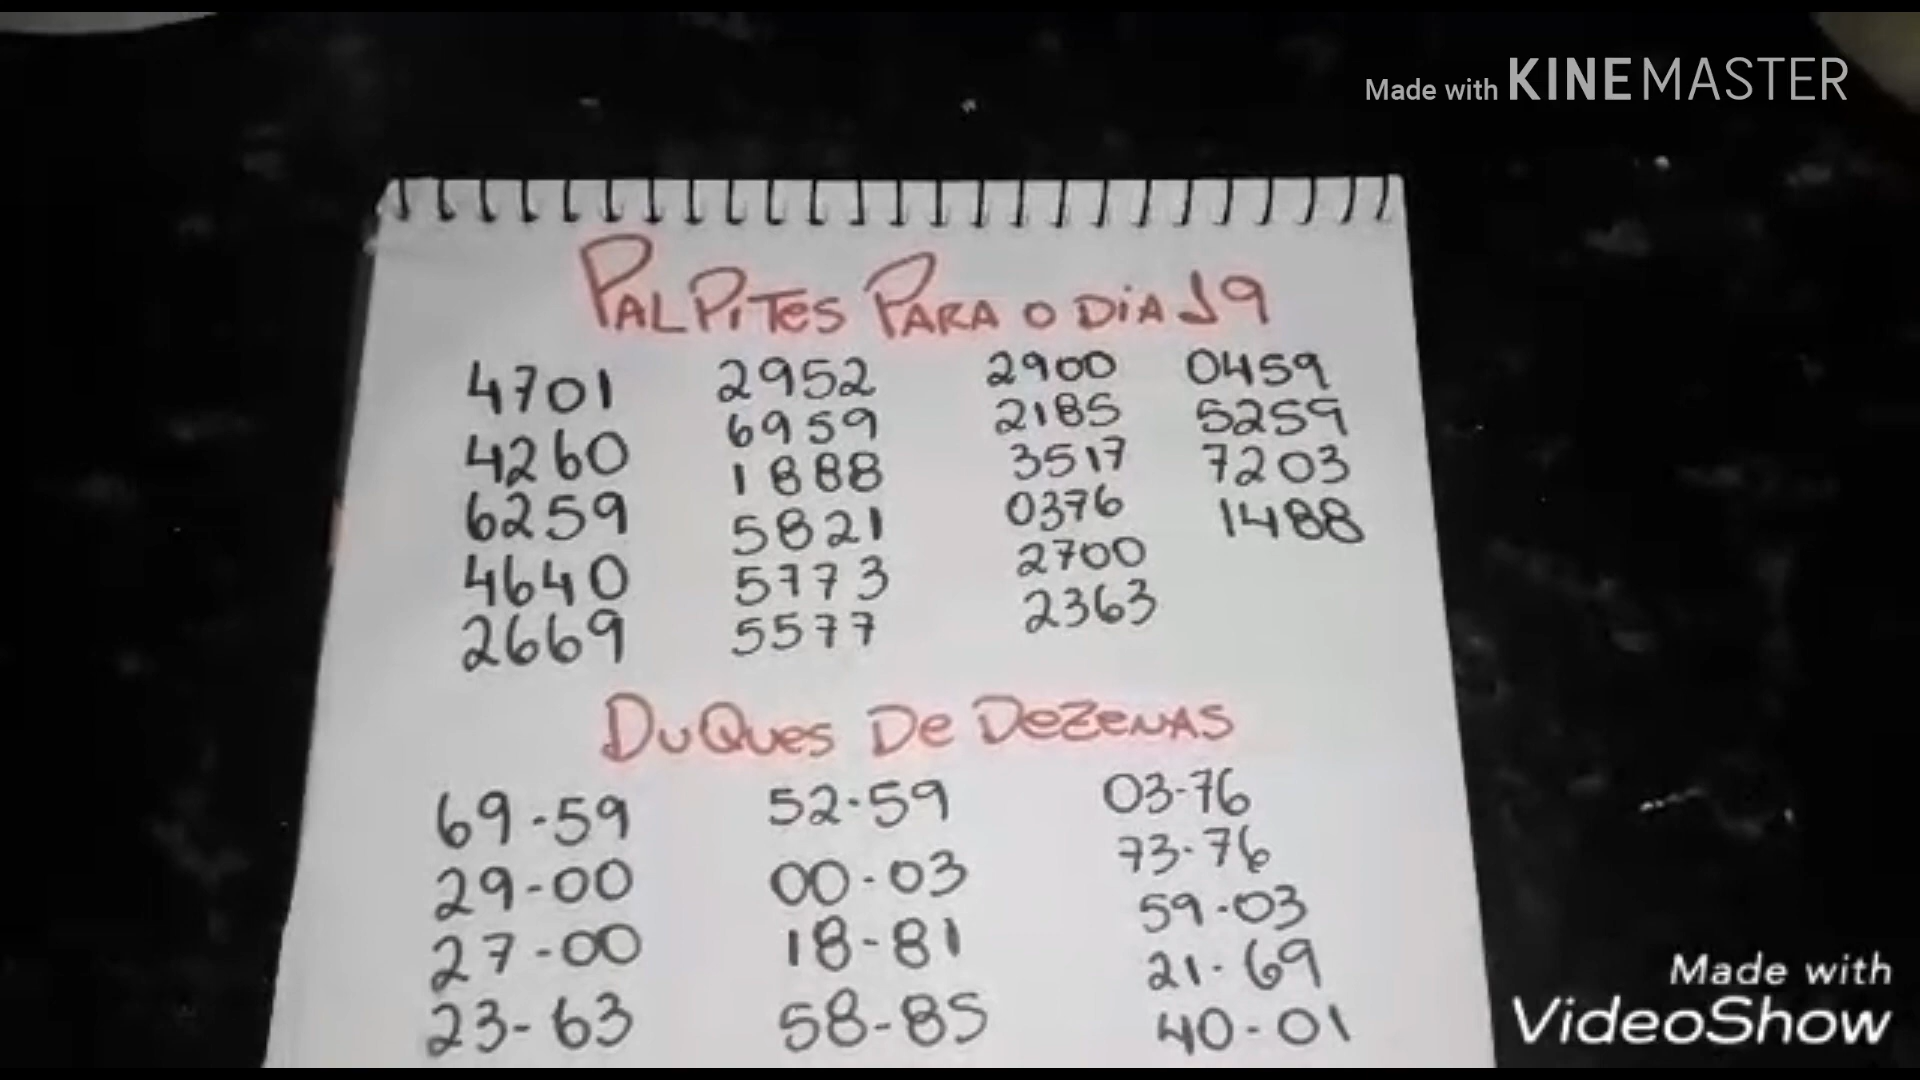 Made with KINEMASTER
PALPITES PARA O DIA 19
4701 2952 2900 0459
6959 2185 5259
4260 1888 3517 7203
6259 5821 0376 1488
4640 5773 2700
2669 5577 2363
DUQUES DE DEZENAS
69-59 52-59 03-76
29-00 00-03 73-76
27-00 18-81 59-03
21-69
23-63 58-85 40-01
Made with
VideoShow